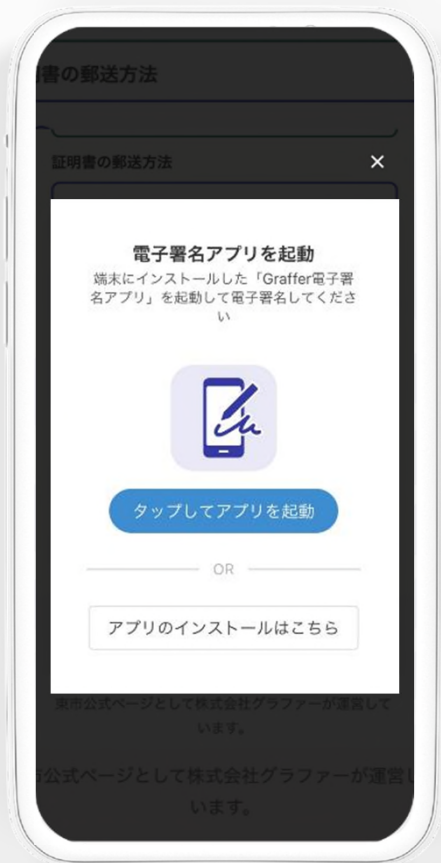 書の郵送方法
証明書の郵送方法
×
電子署名アプリを起動
端末にインストールした「Graffer電子署
名アプリ」を起動して電子署名してくださ
い
タップしてアプリを起動
OR
アプリのインストールはこちら
東市公式ページとして株式会社グラファーが運営して
います。
市公式ページとして株式会社グラファーが運営し
います。